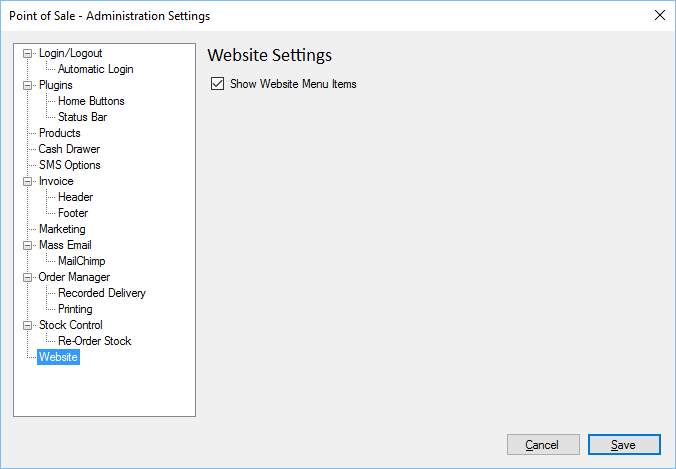 Point of Sale - Administration Settings
Login/Logout
Automatic Login
Plugins
Home Buttons
Status Bar
Products
Cash Drawer
SMS Options
Invoice
Header
Footer
Marketing
Mass Email
MailChimp
Order Manager
Recorded Delivery
Printing
Stock Control
Re-Order Stock
Website
Website Settings
Show Website Menu Items
Cancel
Save